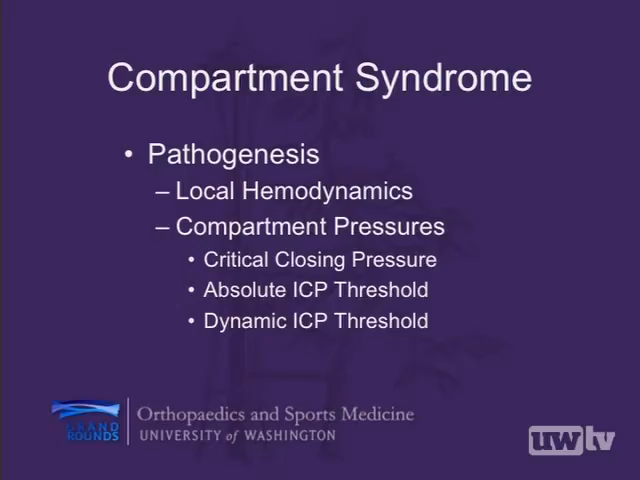 Compartment Syndrome
• Pathogenesis
– Local Hemodynamics
– Compartment Pressures
• Critical Closing Pressure
• Absolute ICP Threshold
• Dynamic ICP Threshold
GRAND
ROUNDS
Orthopaedics and Sports Medicine
UNIVERSITY of WASHINGTON
uwtv